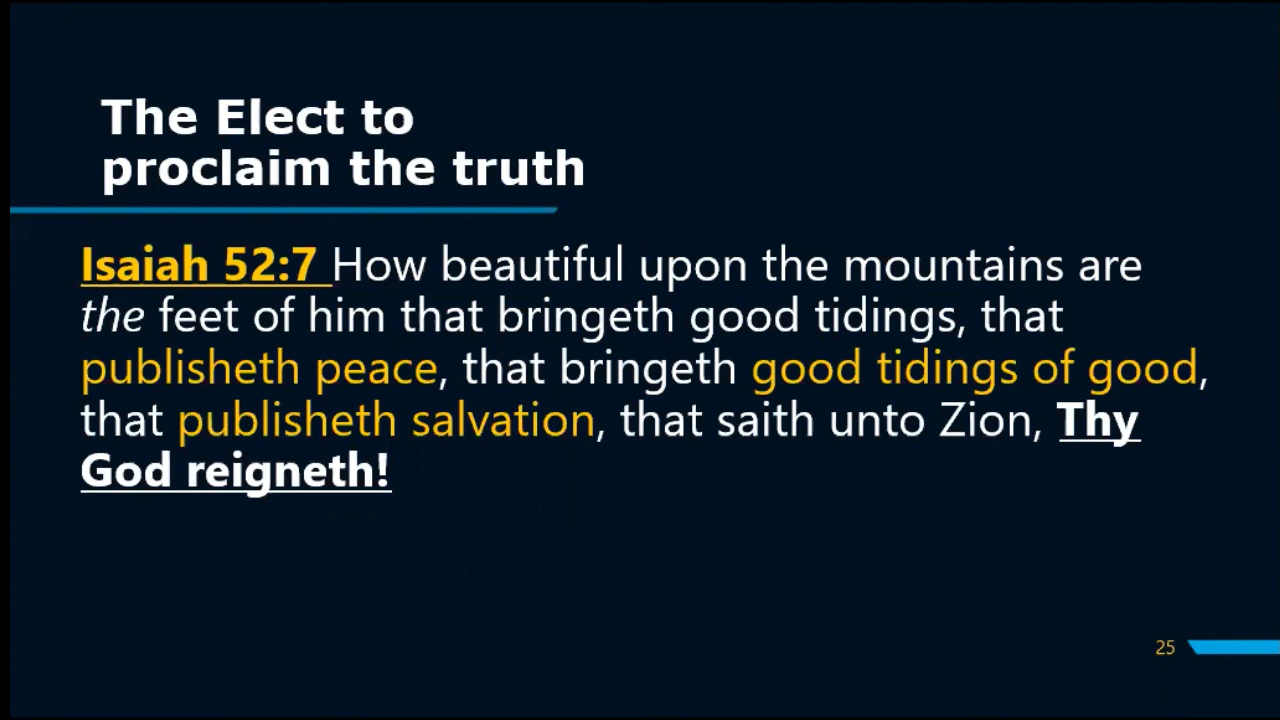 The Elect to
proclaim the truth
Isaiah 52:7 How beautiful upon the mountains are
the feet of him that bringeth good tidings, that
publisheth peace, that bringeth good tidings of good,
that publisheth salvation, that saith unto Zion, Thy
God reigneth!
25